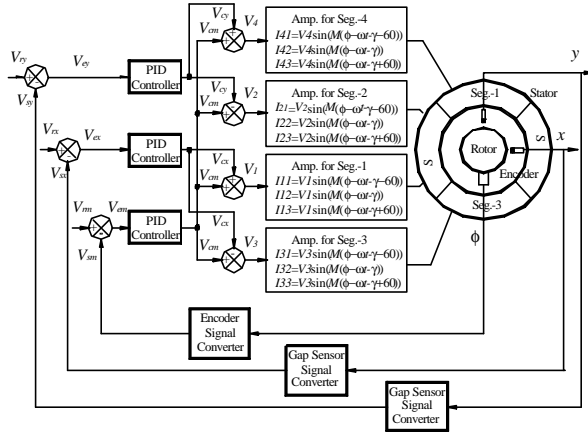 V_ry
V_ey
V_sy
PID
Controller
V_cy
V_cm
V_4
Amp. for Seg.-4
I41=V4sin(M(ϕ-ωt-γ-60))
I42=V4sin(M(ϕ-ωt-γ))
I43=V4sin(M(ϕ-ωt-γ+60))
V_cy
V_cm
V_2
Amp. for Seg.-2
I21=V2sin(M(ϕ-ωt-γ-60))
I22=V2sin(M(ϕ-ωt-γ))
I23=V2sin(M(ϕ-ωt-γ+60))
V_rx
V_ex
V_sx
PID
Controller
V_cx
V_cm
V_1
Amp. for Seg.-1
I11=V1sin(M(ϕ-ωt-γ-60))
I12=V1sin(M(ϕ-ωt-γ))
I13=V1sin(M(ϕ-ωt-γ+60))
V_rm
V_em
V_sm
PID
Controller
V_cx
V_cm
V_3
Amp. for Seg.-3
I31=V3sin(M(ϕ-ωt-γ-60))
I32=V3sin(M(ϕ-ωt-γ))
I33=V3sin(M(ϕ-ωt-γ+60))
y
Seg.-1
Stator
x
S
S
Rotor
Encoder
Seg.-3
ϕ
Encoder
Signal
Converter
Gap Sensor
Signal
Converter
Gap Sensor
Signal
Converter